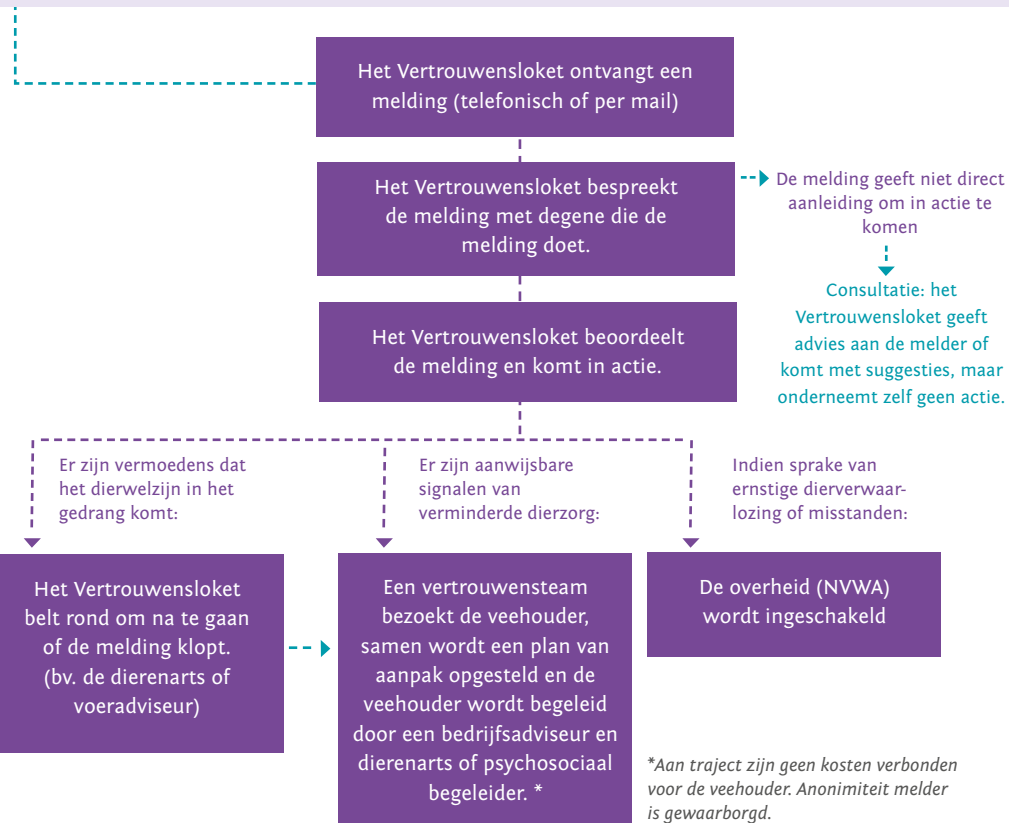 Het Vertrouwensloket ontvangt een
melding (telefonisch of per mail)
Het Vertrouwensloket bespreekt
de melding met degene die de
melding doet.
De melding geeft niet direct
aanleiding om in actie te
komen
Consultatie: het
Vertrouwensloket geeft
advies aan de melder of
komt met suggesties, maar
onderneemt zelf geen actie.
Het Vertrouwensloket beoordeelt
de melding en komt in actie.
Er zijn vermoedens dat
het dierwelzijn in het
gedrang komt:
Er zijn aanwijsbare
signalen van
verminderde dierzorg:
Indien sprake van
ernstige dierverwaar-
lozing of misstanden:
Het Vertrouwensloket
belt rond om na te gaan
of de melding klopt.
(bv. de dierenarts of
voeradviseur)
Een vertrouwensteam
bezoekt de veehouder,
samen wordt een plan van
aanpak opgesteld en de
veehouder wordt begeleid
door een bedrijfsadviseur en
dierenarts of psychosociaal
begeleider. *
De overheid (NVWA)
wordt ingeschakeld
*Aan traject zijn geen kosten verbonden
voor de veehouder. Anonimiteit melder
is gewaarborgd.